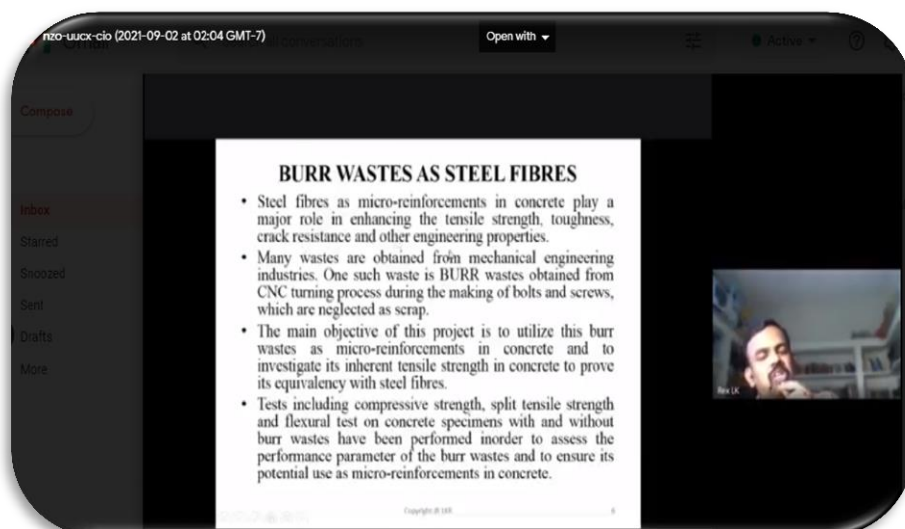 nzo-uucx-cio (2021-09-02 at 02:04 GMT-7)
Open with
Gmail
all conversations
Active
Compose
Inbox
Starred
Snoozed
Sent
Drafts
More
BURR WASTES AS STEEL FIBRES
• Steel fibres as micro-reinforcements in concrete play a
major role in enhancing the tensile strength, toughness,
crack resistance and other engineering properties.
• Many wastes are obtained from mechanical engineering
industries. One such waste is BURR wastes obtained from
CNC turning process during the making of bolts and screws,
which are neglected as scrap.
• The main objective of this project is to utilize this burr
wastes as micro-reinforcements in concrete and to
investigate its inherent tensile strength in concrete to prove
its equivalency with steel fibres.
• Tests including compressive strength, split tensile strength
and flexural test on concrete specimens with and without
burr wastes have been performed inorder to assess the
performance parameter of the burr wastes and to ensure its
potential use as micro-reinforcements in concrete.
Copyright @ LKR
6
Rex LK